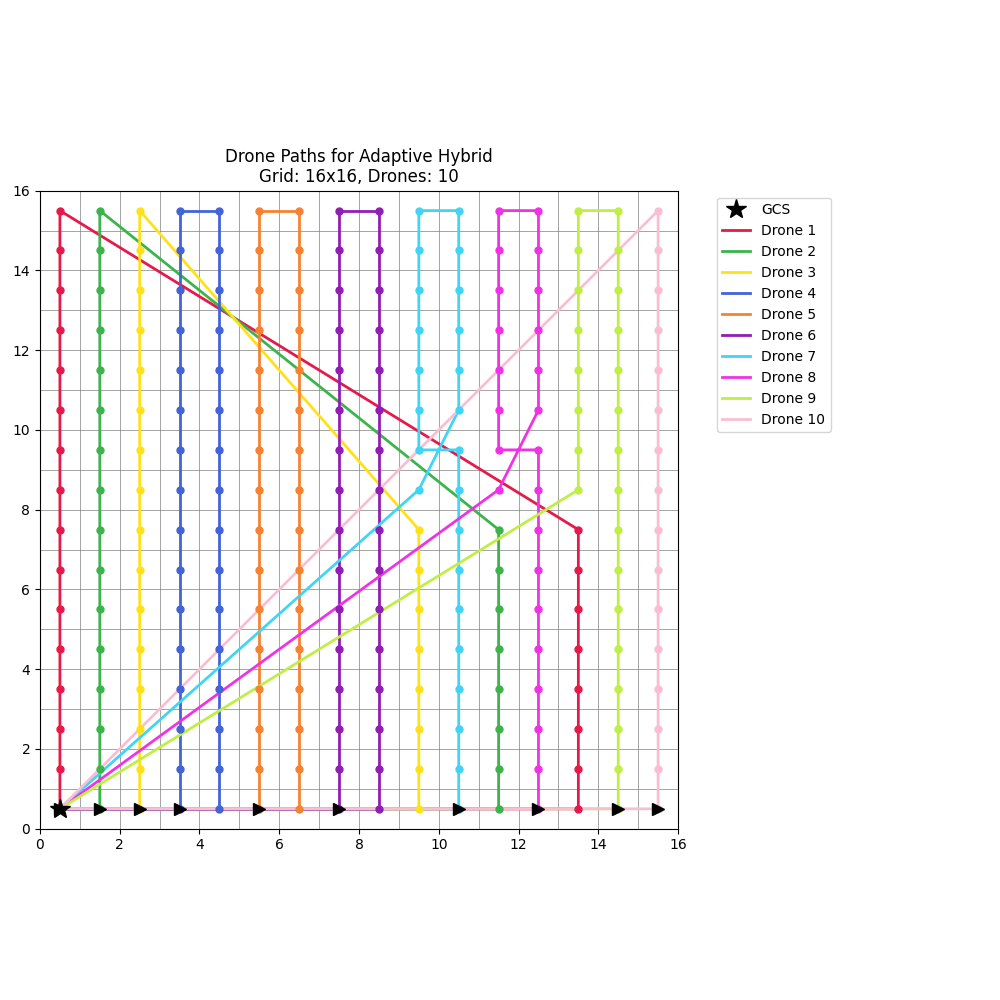 Drone Paths for Adaptive Hybrid
Grid: 16x16, Drones: 10
16
14
12
10
8
6
4
2
0
0 2 4 6 8 10 12 14 16
GCS
Drone 1
Drone 2
Drone 3
Drone 4
Drone 5
Drone 6
Drone 7
Drone 8
Drone 9
Drone 10